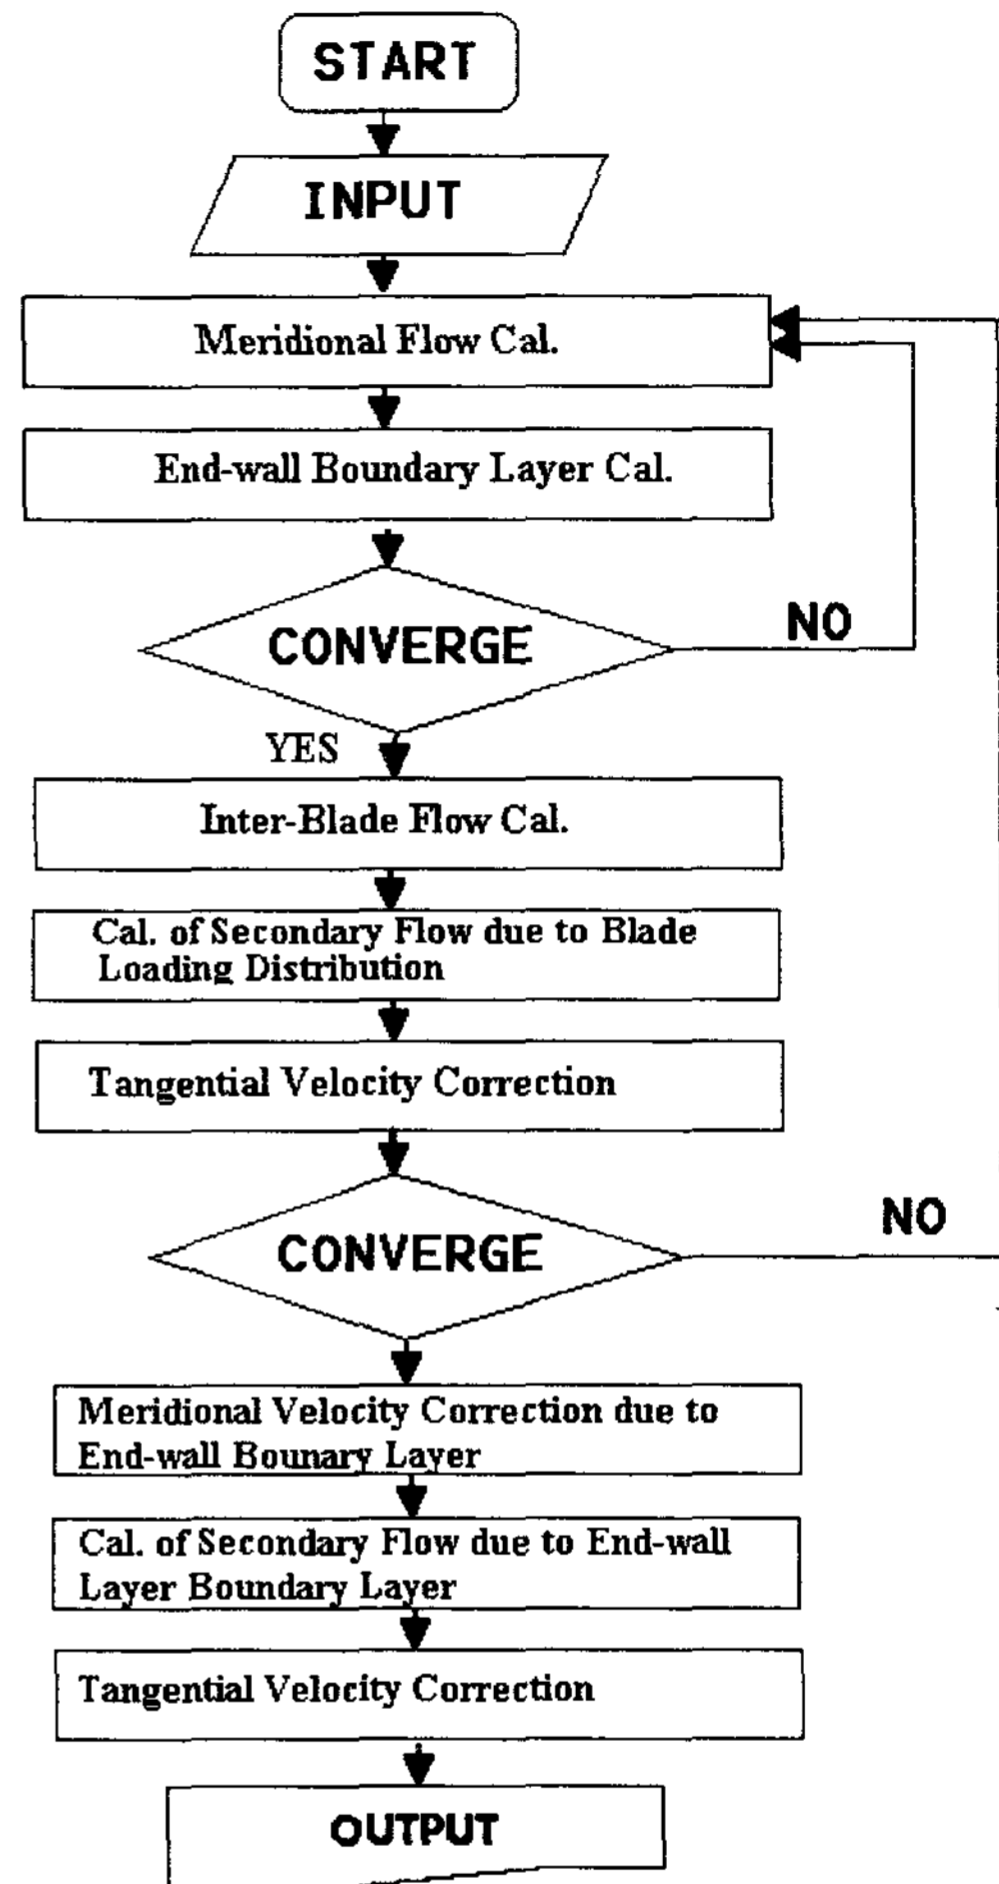 START
INPUT
Meridional Flow Cal.
End-wall Boundary Layer Cal.
CONVERGE
NO
YES
Inter-Blade Flow Cal.
Cal. of Secondary Flow due to Blade
Loading Distribution
Tangential Velocity Correction
CONVERGE
NO
Meridional Velocity Correction due to
End-wall Bounary Layer
Cal. of Secondary Flow due to End-wall
Layer Boundary Layer
Tangential Velocity Correction
OUTPUT